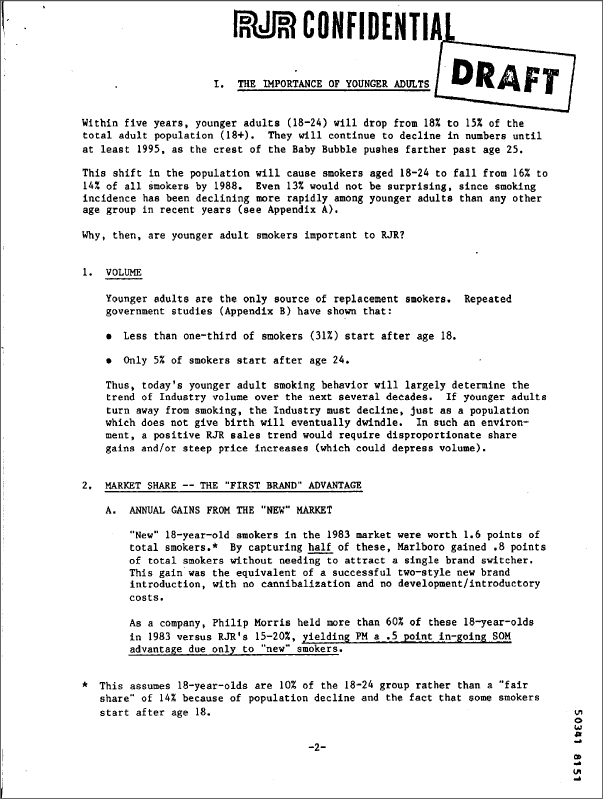 RJR CONFIDENTIAL
DRAFT
I. THE IMPORTANCE OF YOUNGER ADULTS
Within five years, younger adults (18-24) will drop from 18% to 15% of the
total adult population (18+). They will continue to decline in numbers until
at least 1995, as the crest of the Baby Bubble pushes farther past age 25.
This shift in the population will cause smokers aged 18-24 to fall from 16% to
14% of all smokers by 1988. Even 13% would not be surprising, since smoking
incidence has been declining more rapidly among younger adults than any other
age group in recent years (see Appendix A).
Why, then, are younger adult smokers important to RJR?
1. VOLUME
Younger adults are the only source of replacement smokers. Repeated
government studies (Appendix B) have shown that:
• Less than one-third of smokers (31%) start after age 18.
• Only 5% of smokers start after age 24.
Thus, today's younger adult smoking behavior will largely determine the
trend of Industry volume over the next several decades. If younger adults
turn away from smoking, the Industry must decline, just as a population
which does not give birth will eventually dwindle. In such an environ-
ment, a positive RJR sales trend would require disproportionate share
gains and/or steep price increases (which could depress volume).
2. MARKET SHARE -- THE "FIRST BRAND" ADVANTAGE
A. ANNUAL GAINS FROM THE "NEW" MARKET
"New" 18-year-old smokers in the 1983 market were worth 1.6 points of
total smokers.* By capturing half of these, Marlboro gained .8 points
of total smokers without needing to attract a single brand switcher.
This gain was the equivalent of a successful two-style new brand
introduction, with no cannibalization and no development/introductory
costs.
As a company, Philip Morris held more than 60% of these 18-year-olds
in 1983 versus RJR's 15-20%, yielding PM a .5 point in-going SOM
advantage due only to "new" smokers.
* This assumes 18-year-olds are 10% of the 18-24 group rather than a "fair
share" of 14% because of population decline and the fact that some smokers
start after age 18.
-2-
50341 8151